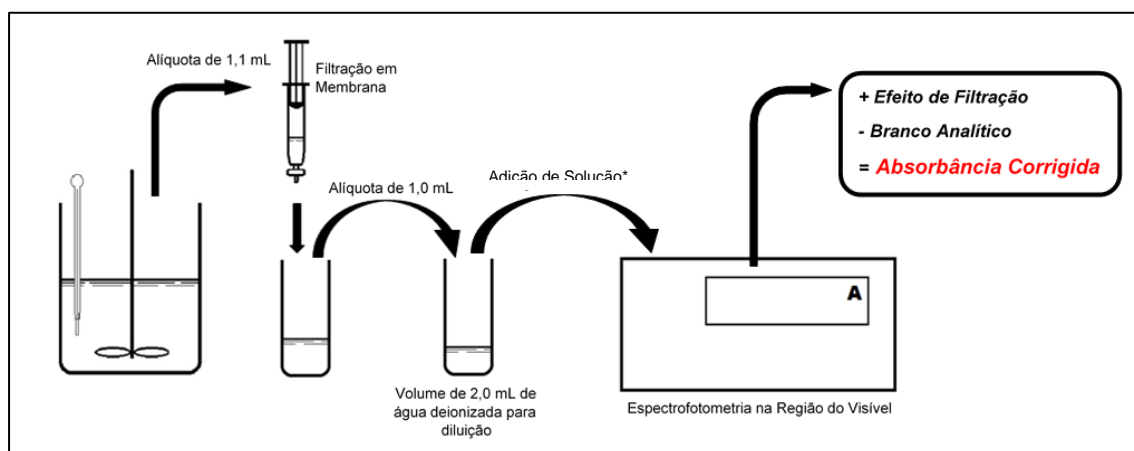 Alíquota de 1,1 mL
Filtração em
Membrana
Alíquota de 1,0 mL
Adição de Solução*
+ Efeito de Filtração
- Branco Analítico
= Absorbância Corrigida
A
Volume de 2,0 mL de
água deionizada para
diluição
Espectrofotometria na Região do Visível